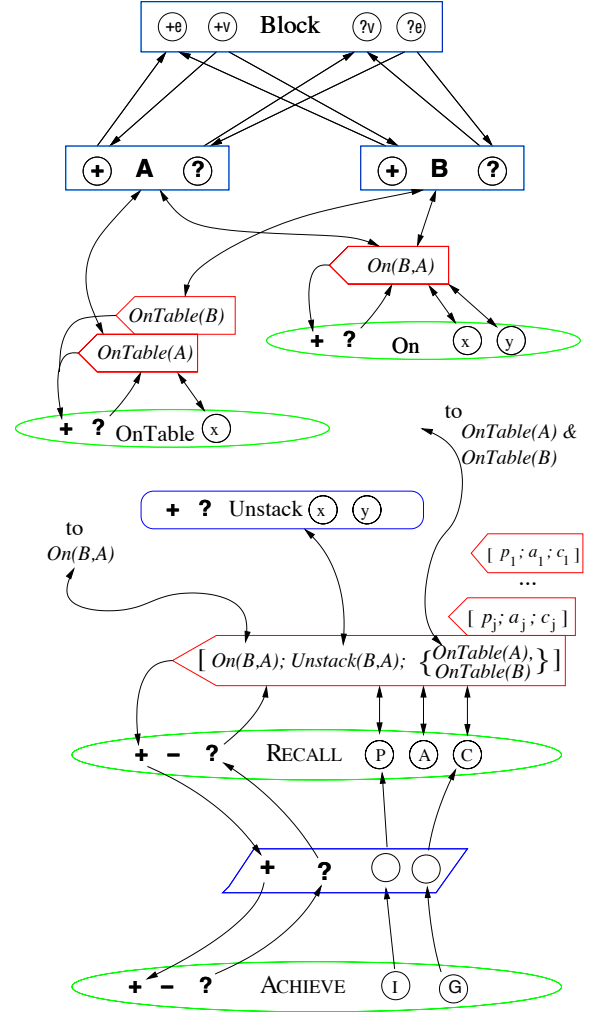 +e +v Block ?v ?e
+ A ? + B ?
On(B,A)
OnTable(B)
+ ? On x y
OnTable(A)
+ ? OnTable x
to
OnTable(A) &
OnTable(B)
+ ? Unstack x y
to
On(B,A)
[ p1 ; a1 ; c1 ]
...
[ pj ; aj ; cj ]
[ On(B,A); Unstack(B,A); {OnTable(A),
OnTable(B)} ]
+ − ? RECALL P A C
+ ?
+ − ? ACHIEVE I G